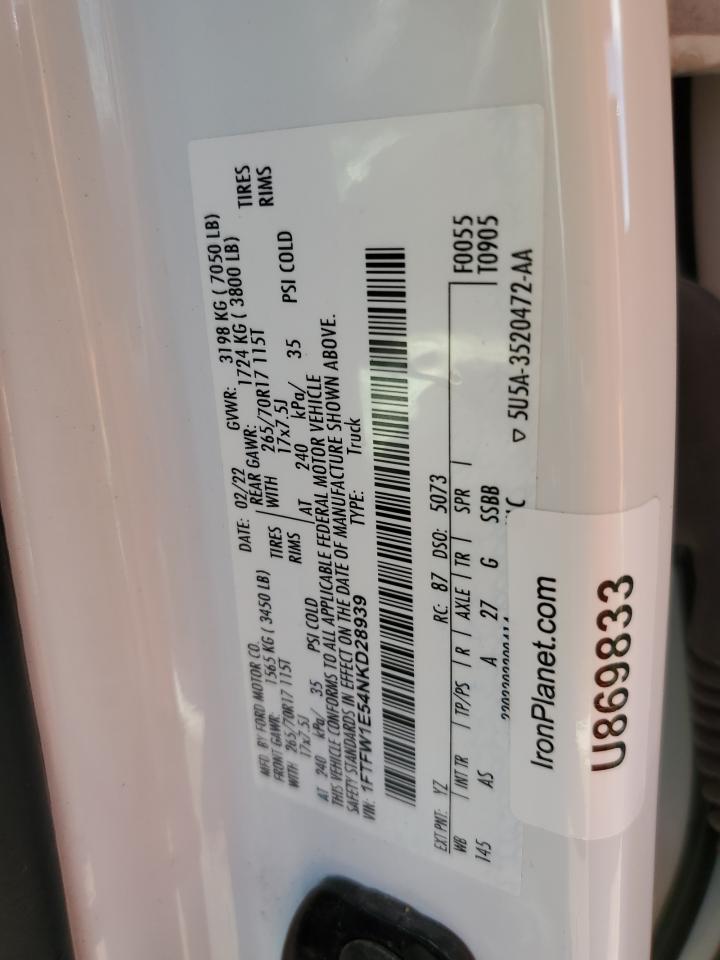 MFD. BY FORD MOTOR CO. DATE: 02/22 GVWR: 3198 KG ( 7050 LB)
FRONT GAWR: 1565 KG ( 3450 LB) REAR GAWR: 1724 KG ( 3800 LB)
WITH 265/70R17 115T TIRES WITH 265/70R17 115T TIRES
17x7.5J RIMS 17x7.5J RIMS
AT 240 kPa/ 35 PSI COLD AT 240 kPa/ 35 PSI COLD
THIS VEHICLE CONFORMS TO ALL APPLICABLE FEDERAL MOTOR VEHICLE
SAFETY STANDARDS IN EFFECT ON THE DATE OF MANUFACTURE SHOWN ABOVE.
VIN: 1FTFW1E54NKD28939 TYPE: Truck
EXT PNT: YZ RC: 87 DSO: 5073 F0055
WB INT TR TP/PS R AXLE TR SPR T0905
145 AS A 27 G SSBB
▽ 5U5A-3520472-AA
IronPlanet.com
U869833